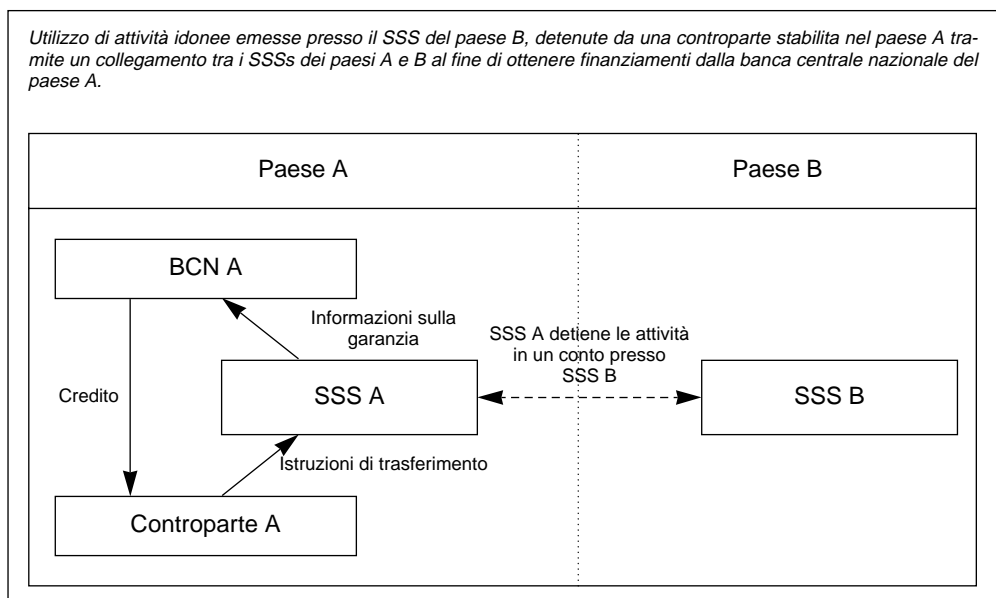 Utilizzo di attività idonee emesse presso il SSS del paese B, detenute da una controparte stabilita nel paese A tra-
mite un collegamento tra i SSSs dei paesi A e B al fine di ottenere finanziamenti dalla banca centrale nazionale del
paese A.
Paese A
Paese B
BCN A
Informazioni sulla
garanzia
SSS A detiene le attività
in un conto presso
SSS B
Credito
SSS A
SSS B
Istruzioni di trasferimento
Controparte A